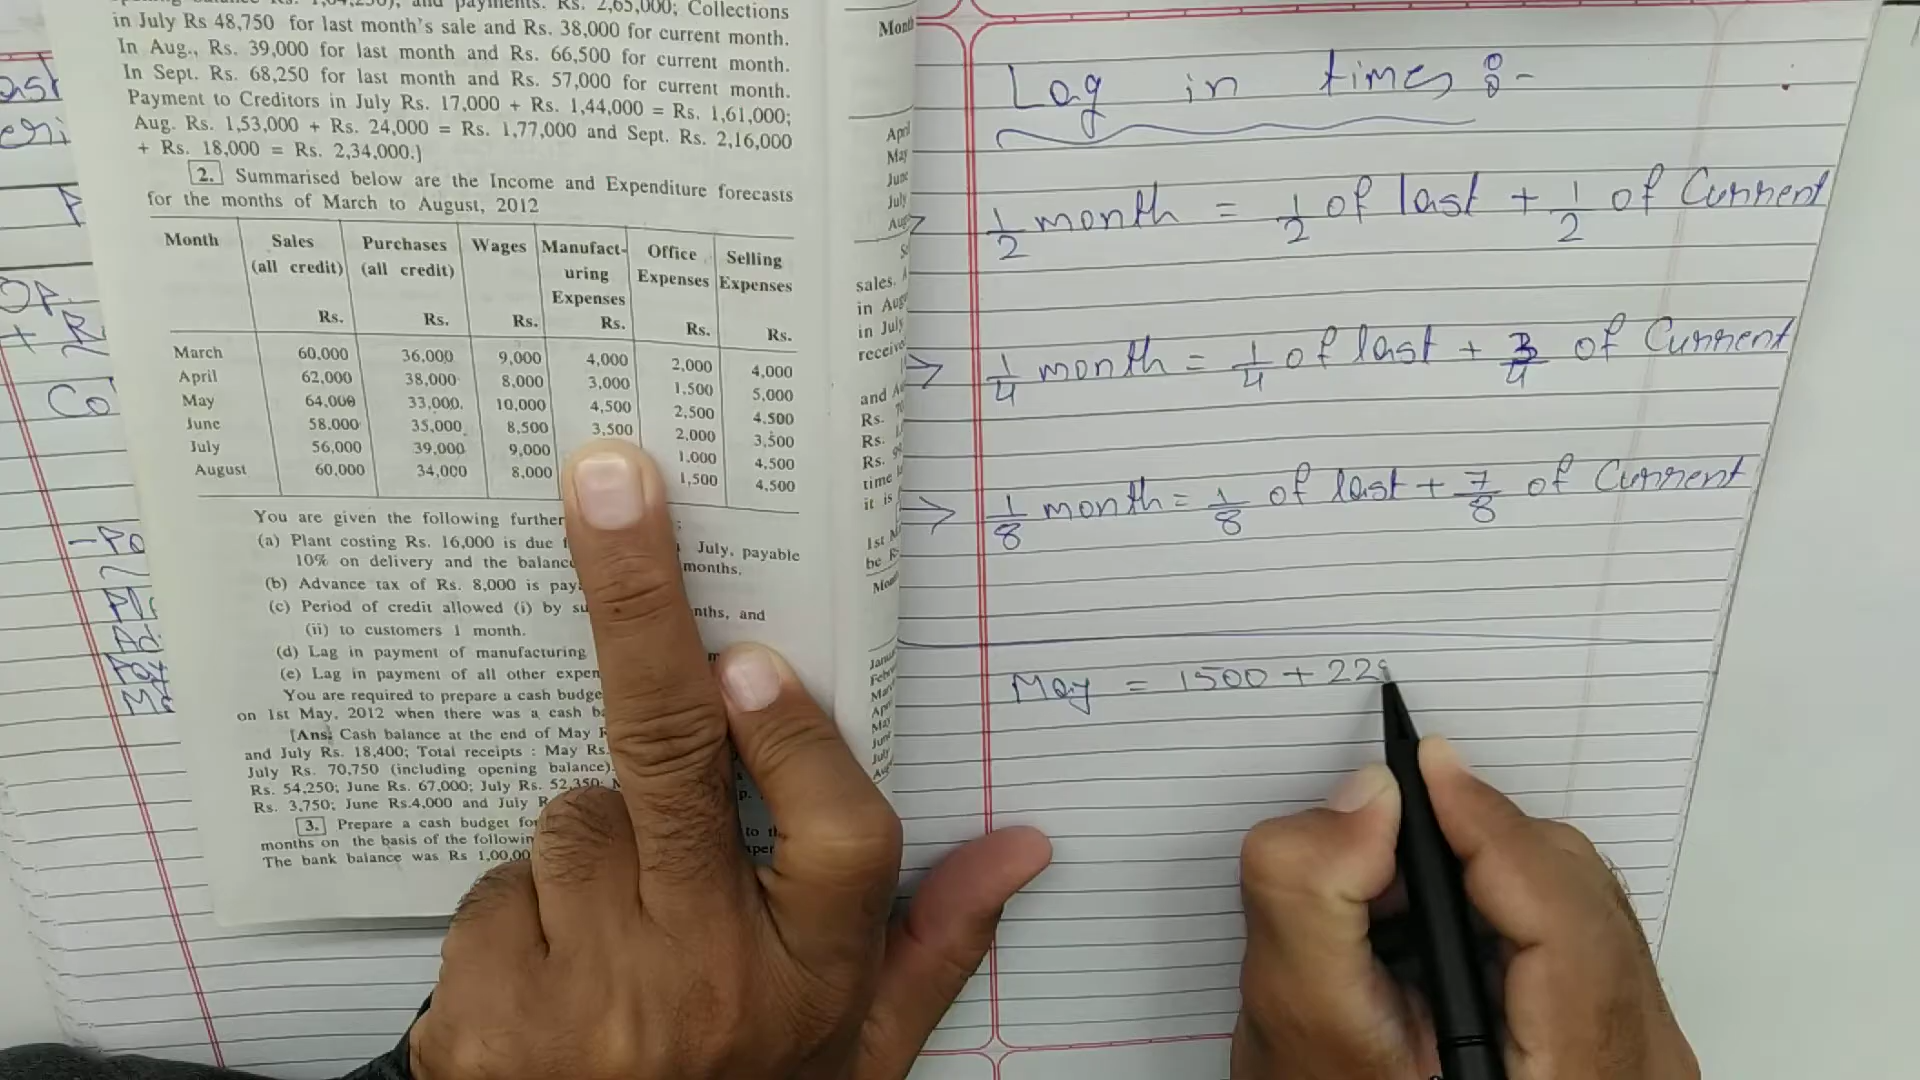 in July Rs 48,750 for last month's sale and Rs. 38,000 for current month.
In Aug., Rs. 39,000 for last month and Rs. 66,500 for current month.
In Sept. Rs. 68,250 for last month and Rs. 57,000 for current month.
Payment to Creditors in July Rs. 17,000 + Rs. 1,44,000 = Rs. 1,61,000;
Aug. Rs. 1,53,000 + Rs. 24,000 = Rs. 1,77,000 and Sept. Rs. 2,16,000
+ Rs. 18,000 = Rs. 2,34,000.]
2. Summarised below are the Income and Expenditure forecasts
for the months of March to August, 2012
Month Sales (all credit) Rs. Purchases (all credit) Rs. Wages Rs. Manufacturing Expenses Rs. Office Expenses Rs. Selling Expenses Rs.
March 60,000 36,000 9,000 4,000 2,000 4,000
April 62,000 38,000 8,000 3,000 1,500 5,000
May 64,000 33,000 10,000 4,500 2,500 4,500
June 58,000 35,000 8,500 3,500 2,000 3,500
July 56,000 39,000 9,000 1,000 4,500
August 60,000 34,000 8,000 1,500 4,500
You are given the following further
(a) Plant costing Rs. 16,000 is due July, payable
10% on delivery and the balance months.
(b) Advance tax of Rs. 8,000 is
(c) Period of credit allowed (i) by and
(ii) to customers 1 month.
(d) Lag in payment of manufacturing
(e) Lag in payment of all other
You are required to prepare a cash
on 1st May, 2012 when there was a cash
[Ans: Cash balance at the end of May
and July Rs. 18,400; Total receipts : May Rs.
July Rs. 70,750 (including opening balance).
Rs. 54,250; June Rs. 67,000; July Rs. 52,350;
Rs. 3,750; June Rs.4,000 and July
3. Prepare a cash budget
months on the basis of the
The bank balance was Rs
Lag in times :-
1/2 month = 1/2 of last + 1/2 of Current
→ 1/4 month = 1/4 of last + 3/4 of Current
→ 1/8 month = 1/8 of last + 7/8 of Current
May = 1500 + 22